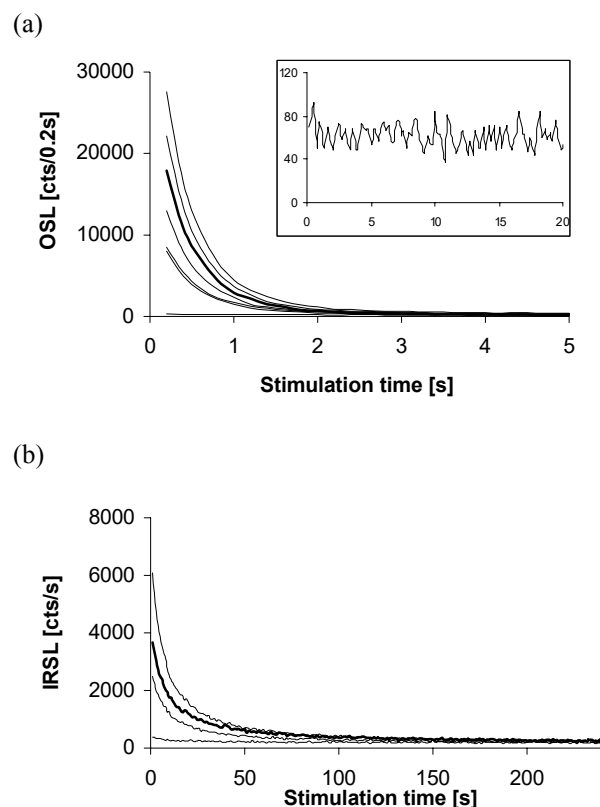 (a)
OSL [cts/0.2s]
30000
20000
10000
0
0 1 2 3 4 5
Stimulation time [s]
120
80
40
0
0 5 10 15 20
(b)
IRSL [cts/s]
8000
6000
4000
2000
0
0 50 100 150 200
Stimulation time [s]